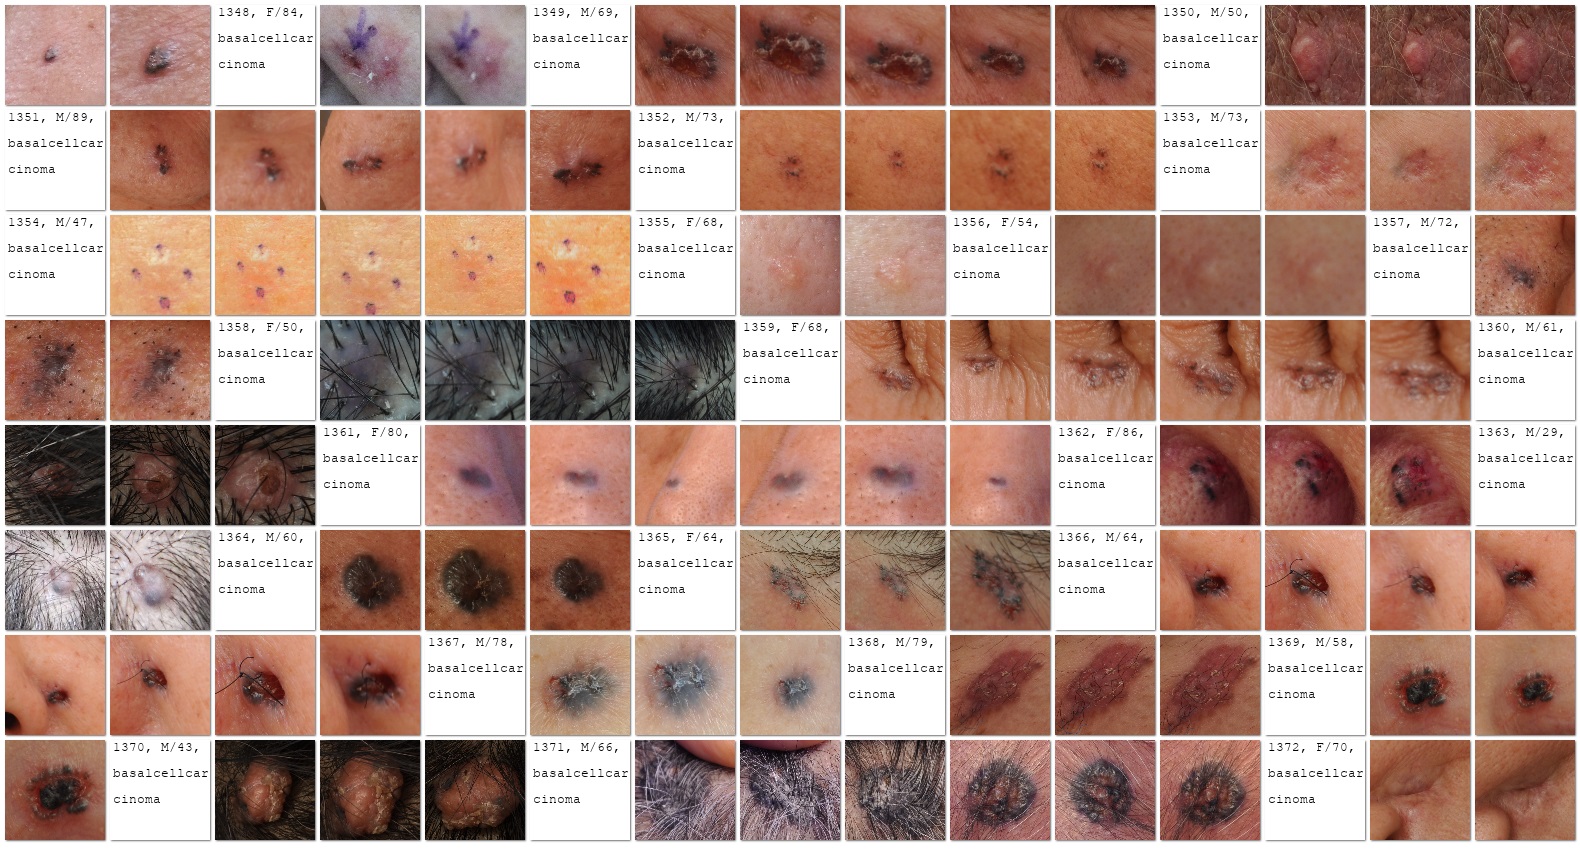 1348, F/84,
basalcellcar
cinoma
1349, M/69,
basalcellcar
cinoma
1350, M/50,
basalcellcar
cinoma
1351, M/89,
basalcellcar
cinoma
1352, M/73,
basalcellcar
cinoma
1353, M/73,
basalcellcar
cinoma
1354, M/47,
basalcellcar
cinoma
1355, F/68,
basalcellcar
cinoma
1356, F/54,
basalcellcar
cinoma
1357, M/72,
basalcellcar
cinoma
1358, F/50,
basalcellcar
cinoma
1359, F/68,
basalcellcar
cinoma
1360, M/61,
basalcellcar
cinoma
1361, F/80,
basalcellcar
cinoma
1362, F/86,
basalcellcar
cinoma
1363, M/29,
basalcellcar
cinoma
1364, M/60,
basalcellcar
cinoma
1365, F/64,
basalcellcar
cinoma
1366, M/64,
basalcellcar
cinoma
1367, M/78,
basalcellcar
cinoma
1368, M/79,
basalcellcar
cinoma
1369, M/58,
basalcellcar
cinoma
1370, M/43,
basalcellcar
cinoma
1371, M/66,
basalcellcar
cinoma
1372, F/70,
basalcellcar
cinoma